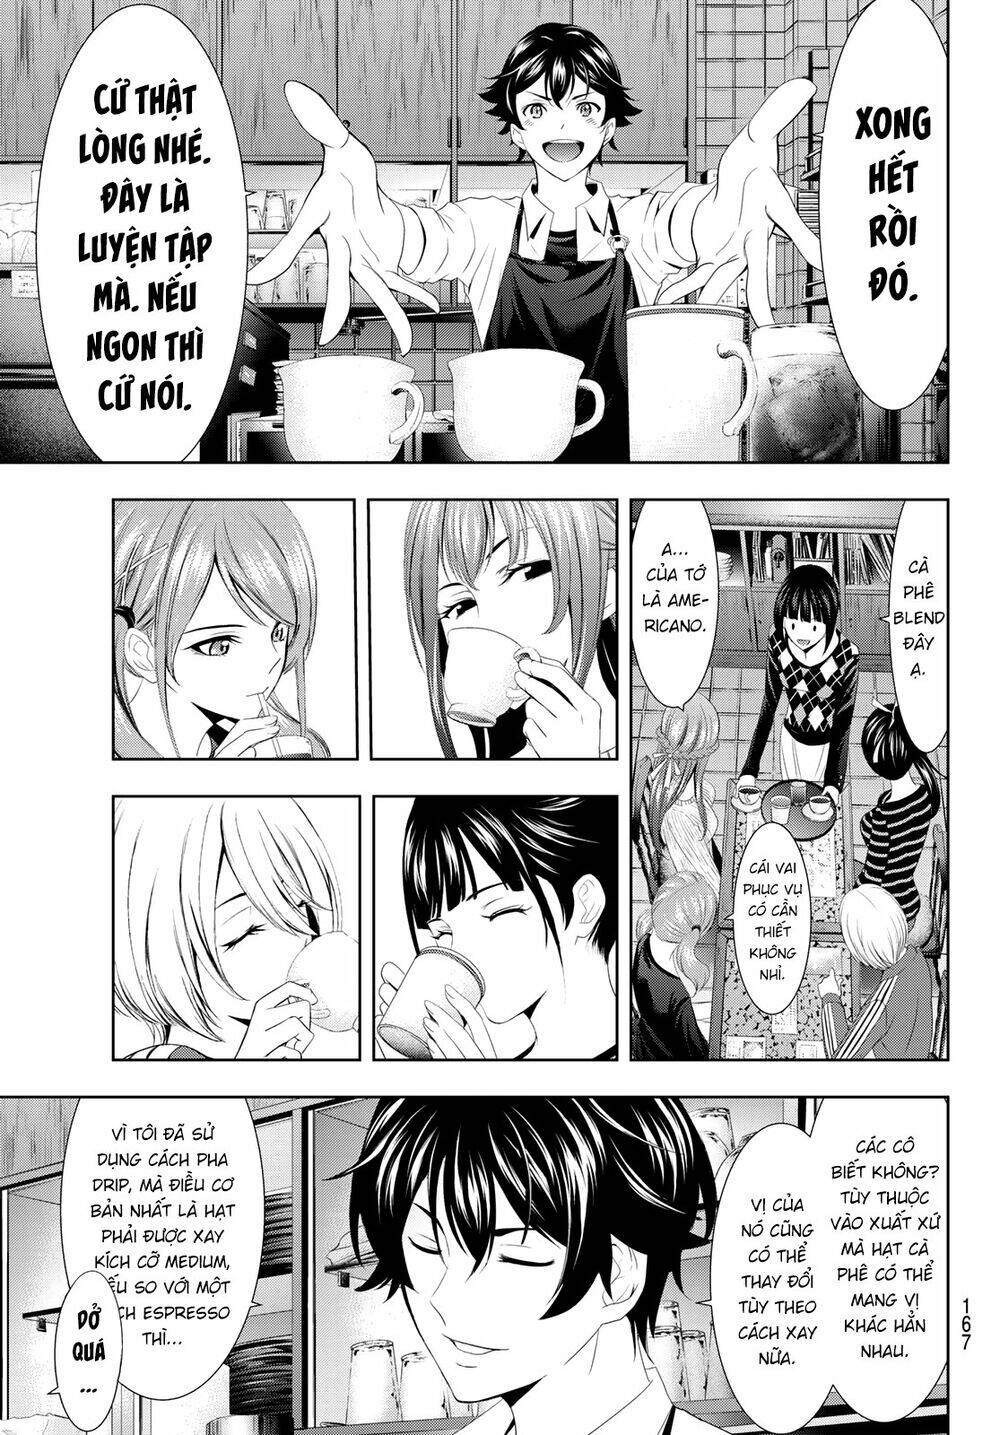 XONG
HẾT
RỒI
ĐÓ.
CỨ THẬT
LÒNG NHÉ.
ĐÂY LÀ
LUYỆN TẬP
MÀ. NẾU
NGON THÌ
CỨ NÓI.
CÀ
PHÊ
BLEND
ĐÂY
Ạ.
A...
CỦA TỚ
LÀ AME-
RICANO.
CÁI VAI
PHỤC VỤ
CÓ CẦN
THIẾT
KHÔNG
NHỈ.
CÁC CÔ
BIẾT KHÔNG?
TÙY THUỘC
VÀO XUẤT XỨ
MÀ HẠT CÀ
PHÊ CÓ THỂ
MANG VỊ
KHÁC HẲN
NHAU.
VỊ CỦA
NÓ CŨNG
CÓ THỂ
THAY ĐỔI
TÙY THEO
CÁCH XAY
NỮA.
VÌ TÔI ĐÃ SỬ
DỤNG CÁCH PHA
DRIP, MÀ ĐIỀU CƠ
BẢN NHẤT LÀ HẠT
PHẢI ĐƯỢC XAY
KÍCH CỠ MEDIUM,
SO VỚI MỘT
ESPRESSO
THÌ...
DỞ
QUÁ
...
167